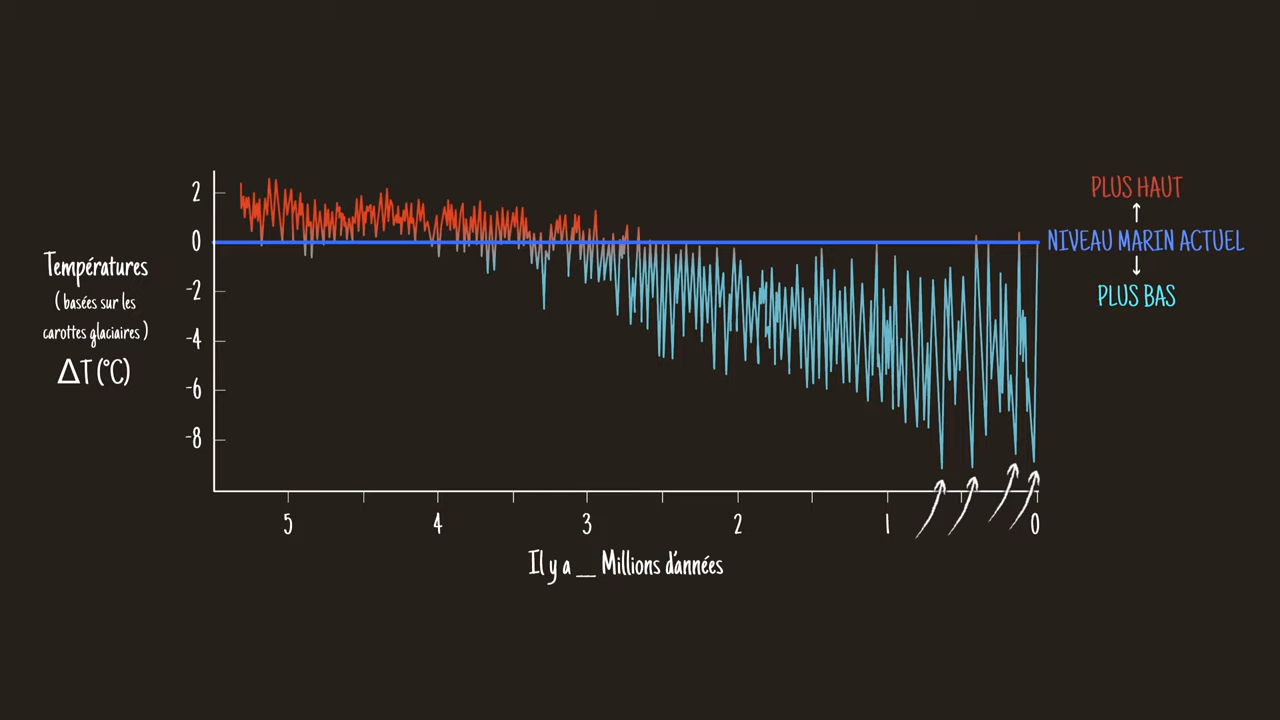 PLUS HAUT
NIVEAU MARIN ACTUEL
PLUS BAS
Températures
( basées sur les
carottes glaciaires )
ΔT (°C)
2
0
-2
-4
-6
-8
5
4
3
2
1
0
Il y a __ Millions d'années